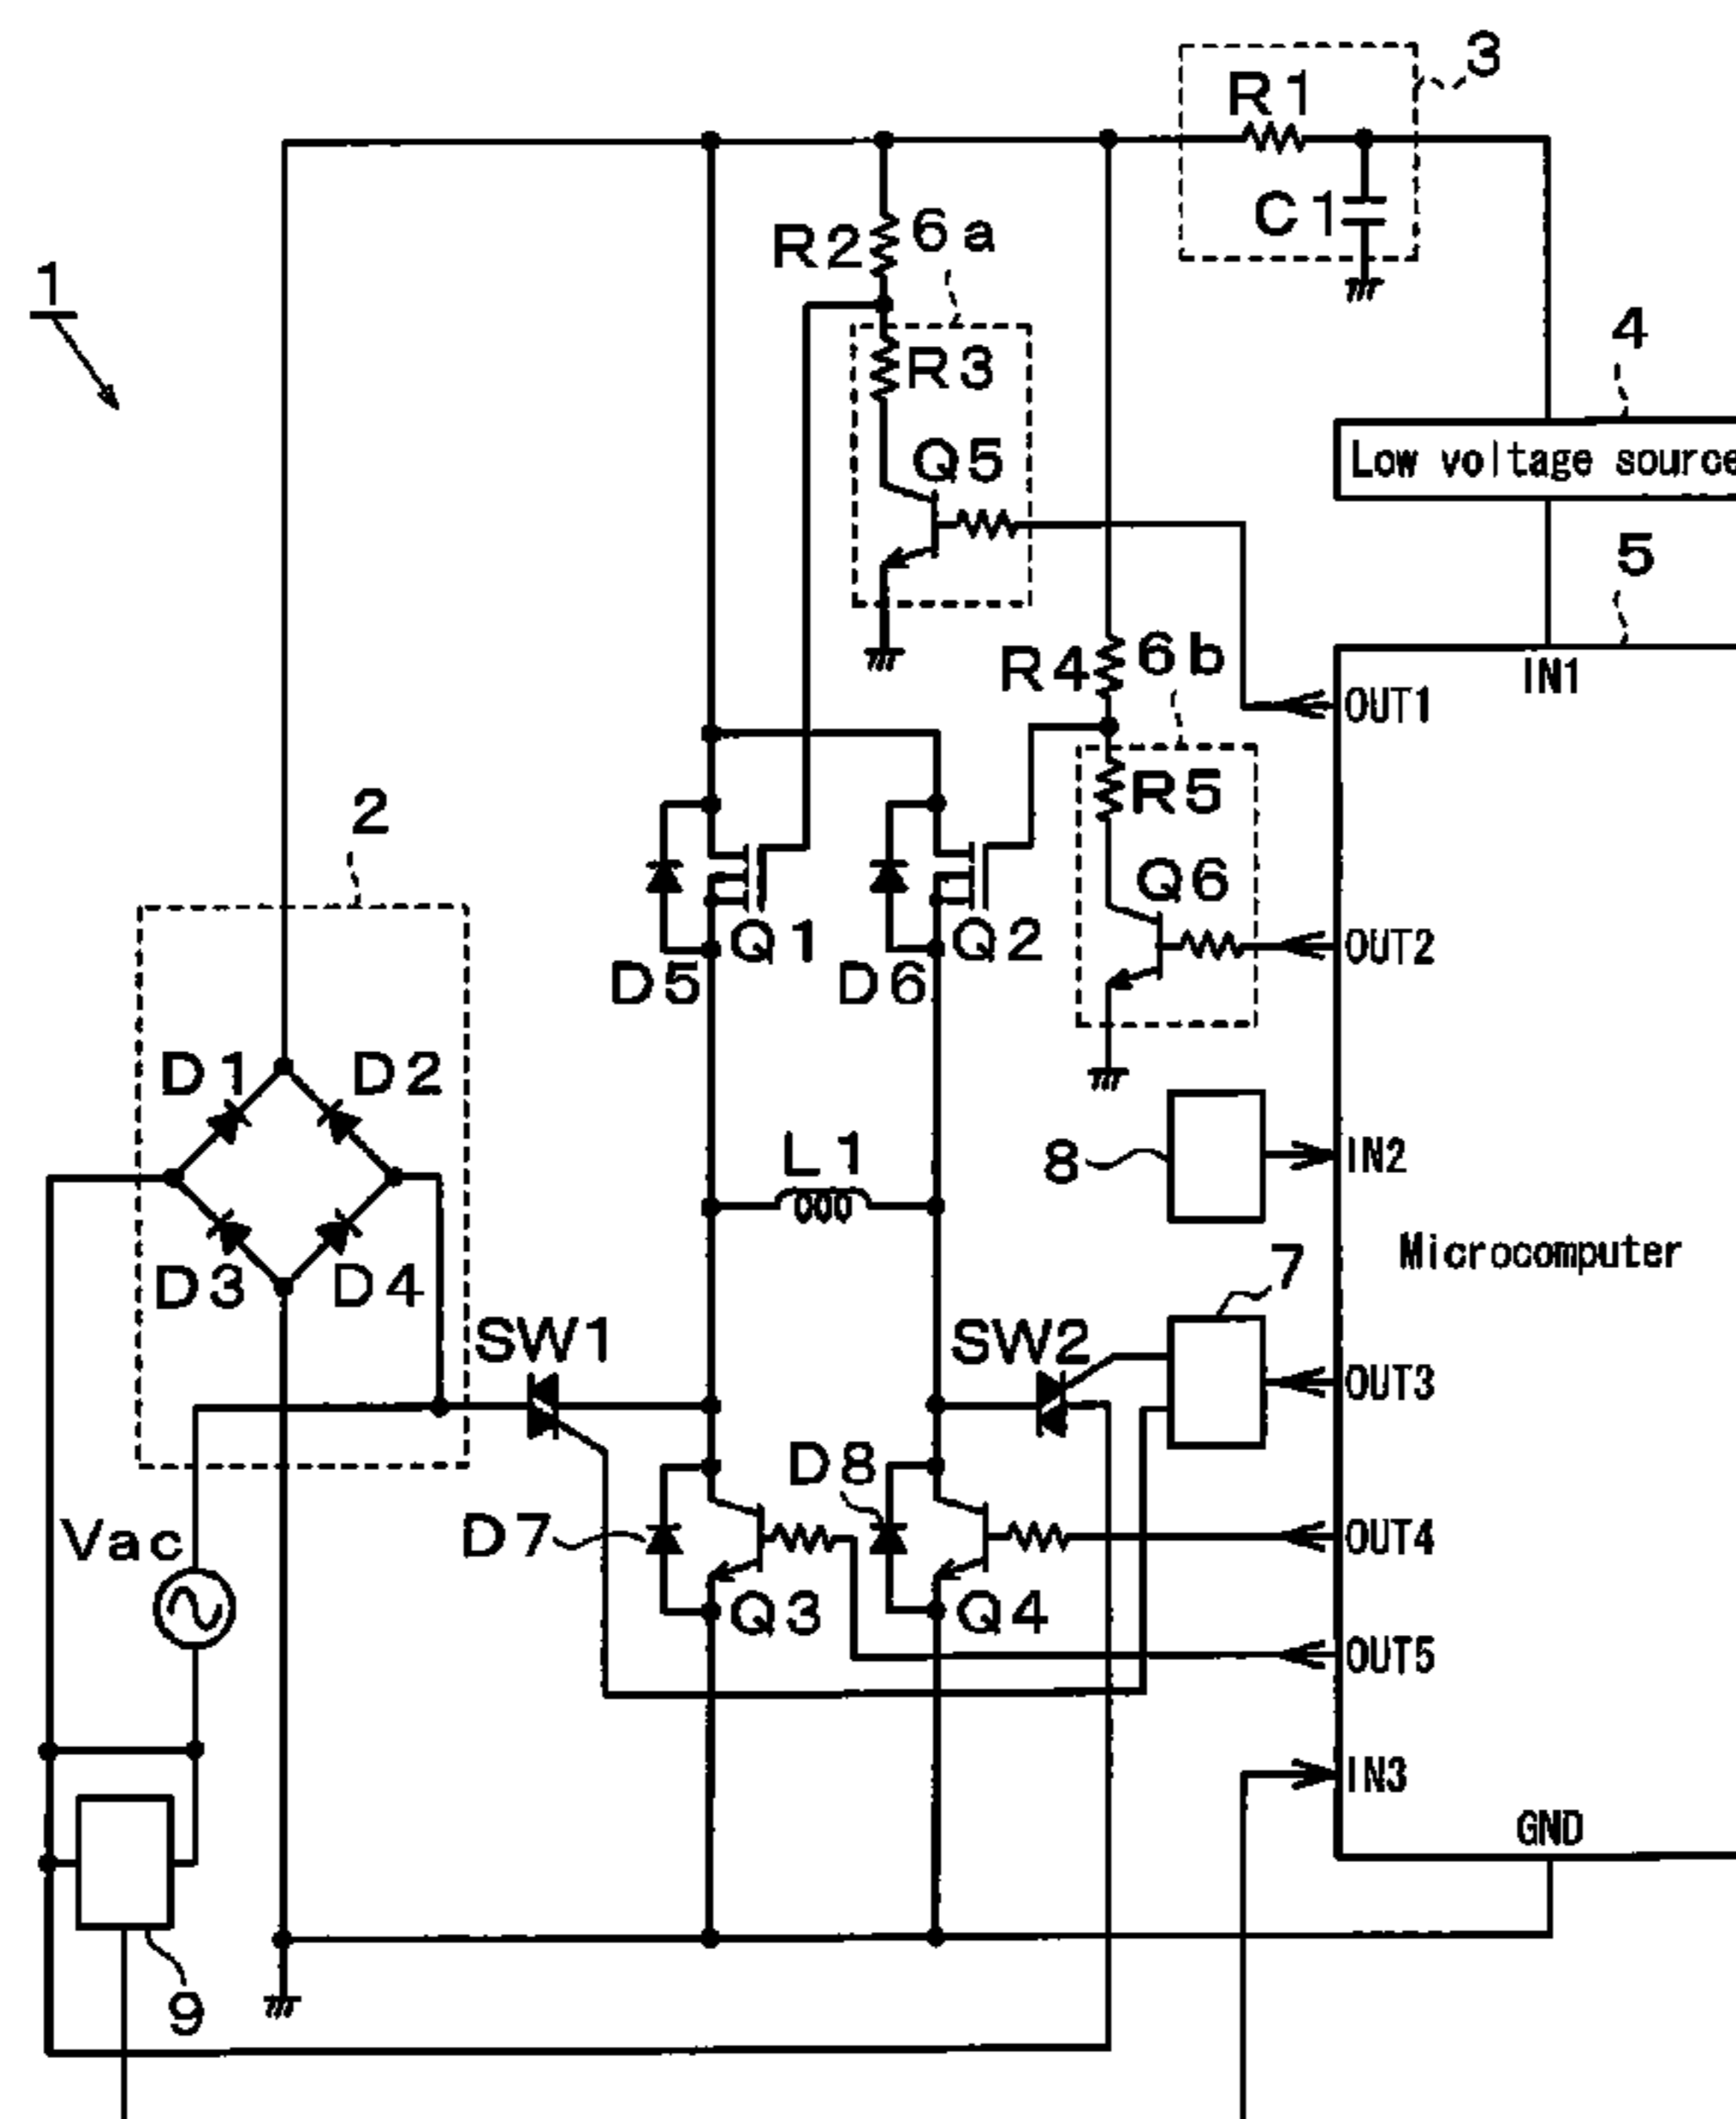 3
R1
C1
1
R2
6a
R3
4
Low voltage source
Q5
5
R4
6b
IN1
OUT1
R5
2
Q6
Q1
Q2
OUT2
D5
D6
D1
D2
L1
8
IN2
Microcomputer
7
D3
D4
SW1
SW2
OUT3
D8
Vac
D7
OUT4
Q3
Q4
OUT5
IN3
GND
9